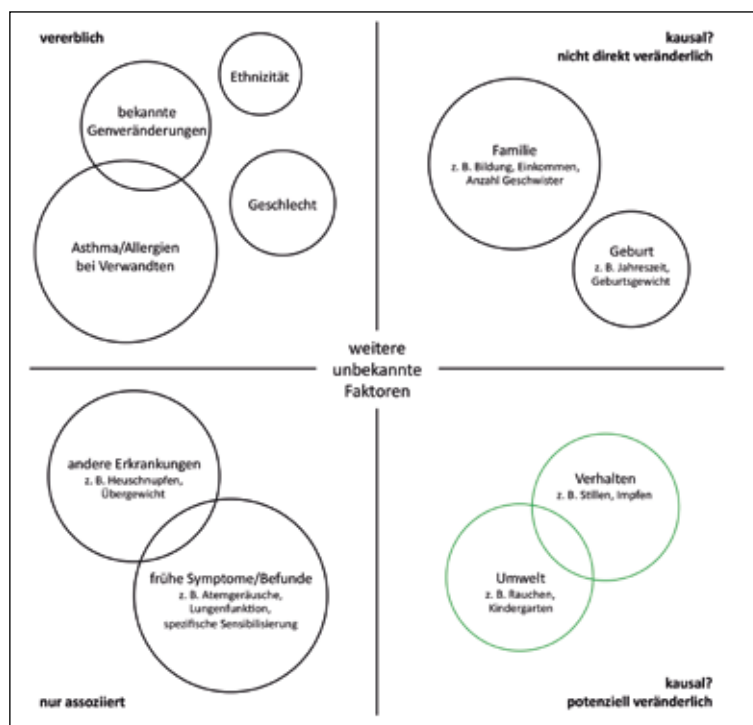 vererblich
Ethnizität
bekannte
Genveränderungen
Geschlecht
Asthma/Allergien
bei Verwandten
kausal?
nicht direkt veränderlich
Familie
z. B. Bildung, Einkommen,
Anzahl Geschwister
Geburt
z. B. Jahreszeit,
Geburtsgewicht
weitere
unbekannte
Faktoren
andere Erkrankungen
z. B. Heuschnupfen,
Übergewicht
frühe Symptome/Befunde
z. B. Atemgeräusche,
Lungenfunktion,
spezifische Sensibilisierung
nur assoziiert
Verhalten
z. B. Stillen, Impfen
Umwelt
z. B. Rauchen,
Kindergarten
kausal?
potenziell veränderlich